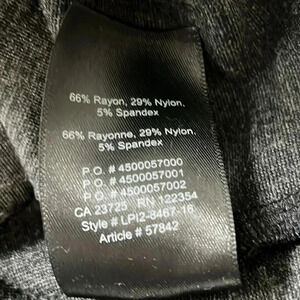 66% Rayon, 29% Nylon,
5% Spandex
66% Rayonne, 29% Nylon,
5% Spandex
P.O. # 4500057000
P.O. # 4500057001
P.O. # 4500057002
CA 23725 RN 122354
Style # LPI2-8467-16
Article # 57842